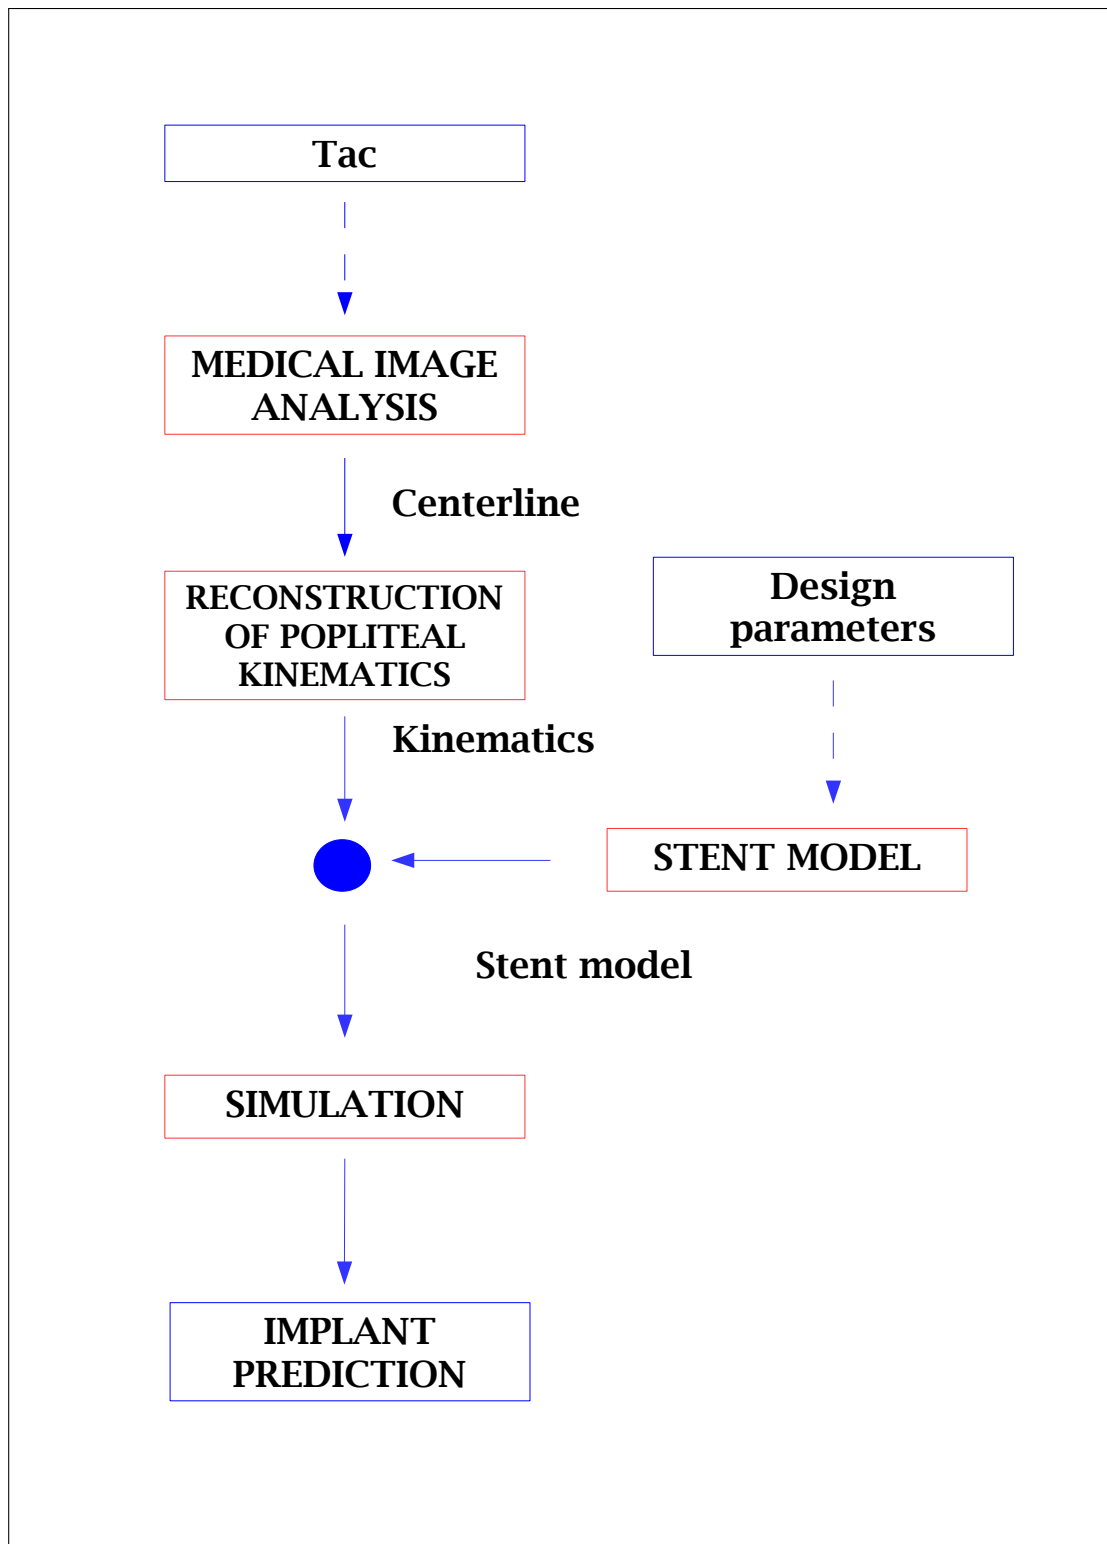 Tac
MEDICAL IMAGE
ANALYSIS
Centerline
RECONSTRUCTION
OF POPLITEAL
KINEMATICS
Design
parameters
Kinematics
STENT MODEL
Stent model
SIMULATION
IMPLANT
PREDICTION